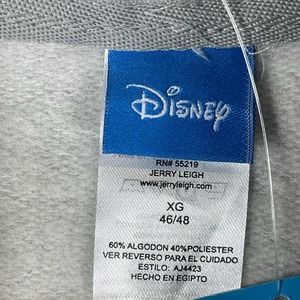 Disney
RN# 55219
JERRY LEIGH
www.jerryleigh.com
XG
46/48
60% ALGODON 40%POLIESTER
VER REVERSO PARA EL CUIDADO
ESTILO: AJ4423
HECHO EN EGIPTO